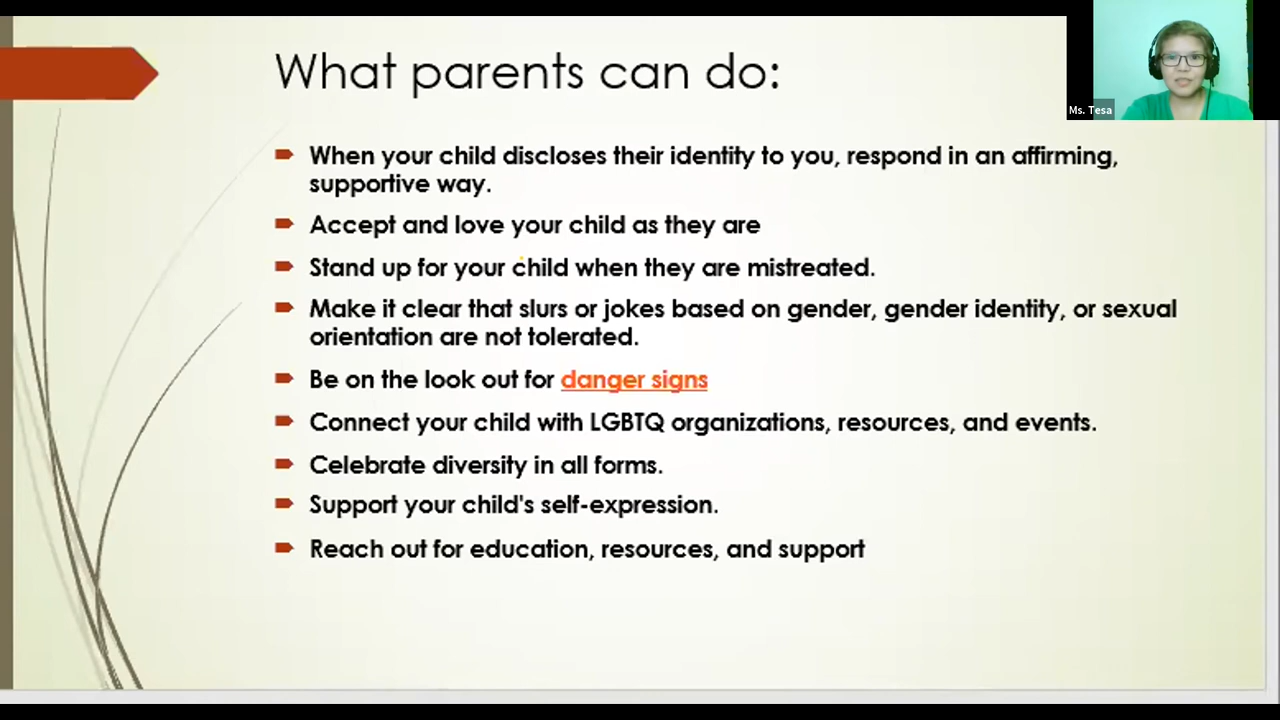 What parents can do:
Ms. Tesa
When your child discloses their identity to you, respond in an affirming,
supportive way.
Accept and love your child as they are
Stand up for your child when they are mistreated.
Make it clear that slurs or jokes based on gender, gender identity, or sexual
orientation are not tolerated.
Be on the look out for danger signs
Connect your child with LGBTQ organizations, resources, and events.
Celebrate diversity in all forms.
Support your child's self-expression.
Reach out for education, resources, and support